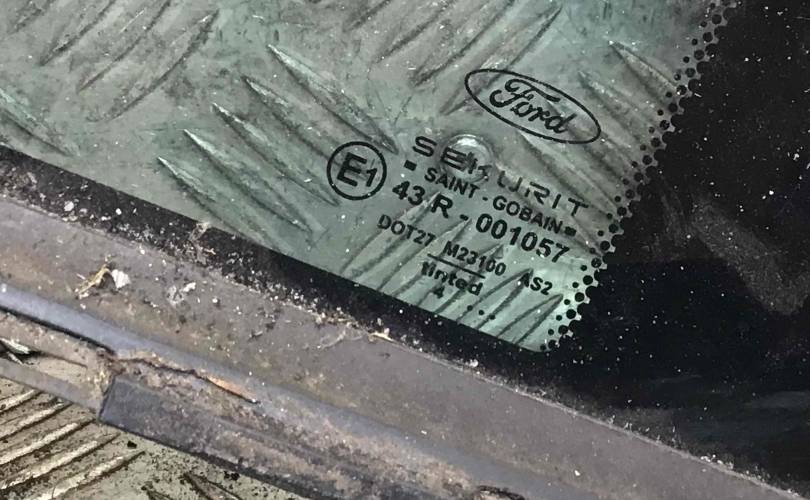 Ford
SEKURIT
SAINT - GOBAIN
E1
43 R - 001057
DOT27 M23100 AS2
tinted
4